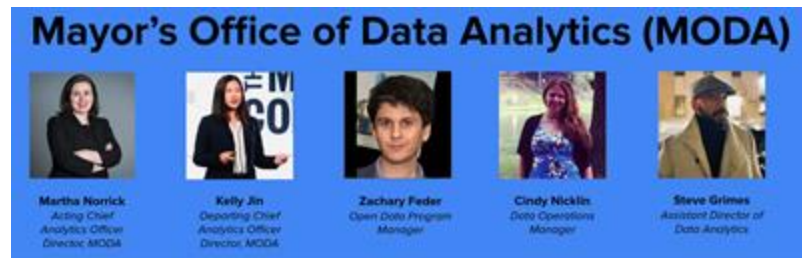 Mayor's Office of Data Analytics (MODA)
Martha Norrick
Acting Chief
Analytics Officer
Director, MODA
Kelly Jin
Departing Chief
Analytics Officer
Director, MODA
Zachary Feder
Open Data Program
Manager
Cindy Nicklin
Data Operations
Manager
Steve Grimes
Assistant Director of
Data Analytics